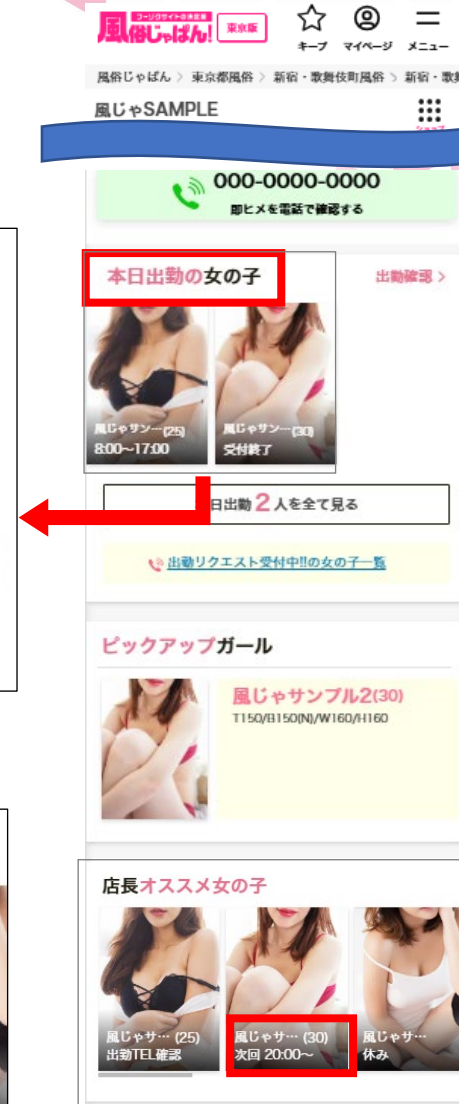 フーゾクサイトの決定版
風俗じゃぱん!
東京版
キープ
マイページ
メニュー
風俗じゃぱん 〉 東京都風俗 〉 新宿・歌舞伎町風俗 〉 新宿・歌
風じゃSAMPLE
000-0000-0000
即ヒメを電話で確認する
本日出勤の女の子
出勤確認 〉
風じゃサン…(25)
8:00~17:00
風じゃサン…(30)
受付終了
日出勤 2 人を全て見る
出勤リクエスト受付中!!の女の子一覧
ピックアップガール
風じゃサンプル2(30)
T150/B150(N)/W160/H160
店長オススメ女の子
風じゃサ… (25)
出勤TEL確認
風じゃサ… (30)
次回 20:00~
風じゃサ…
休み